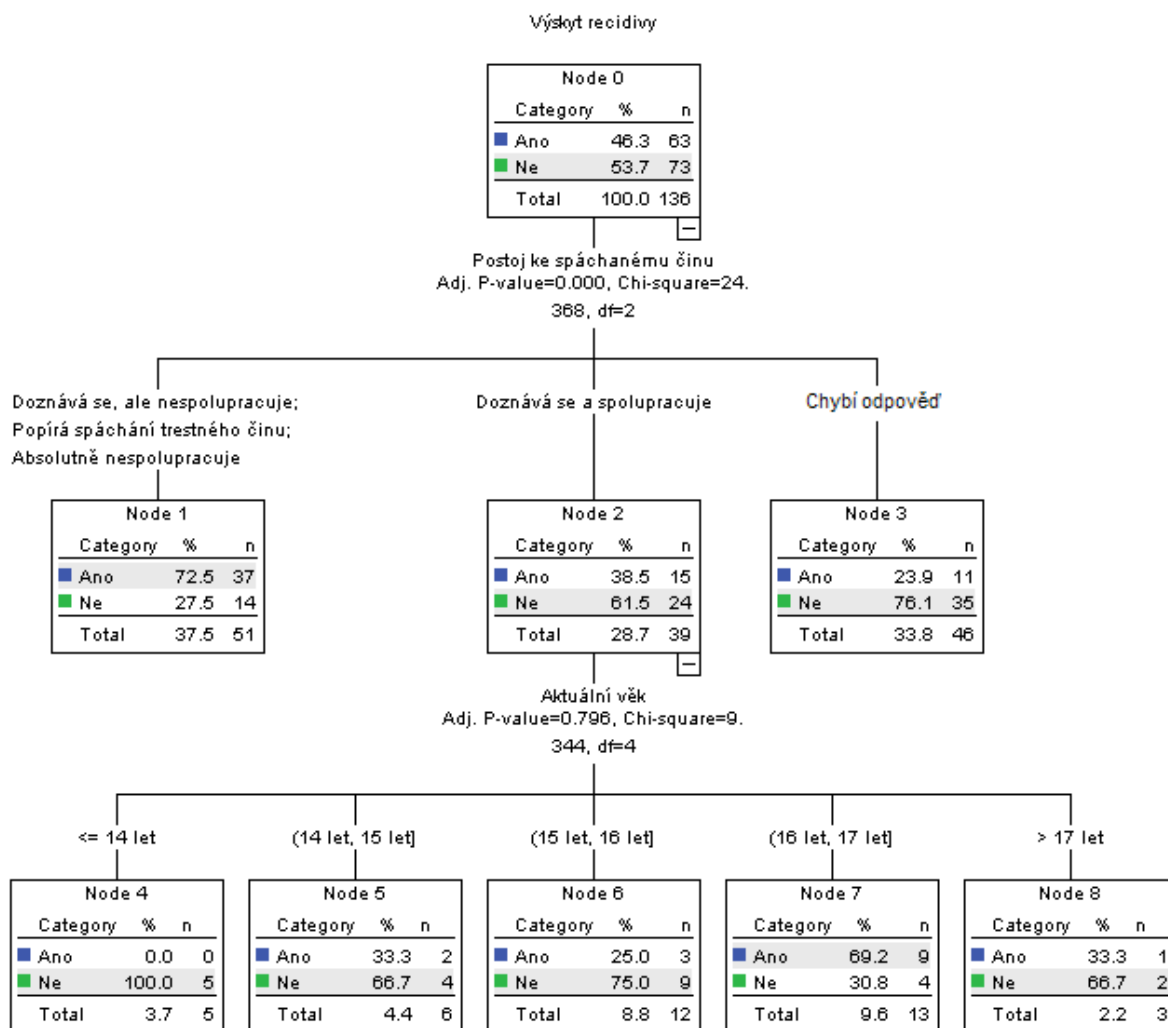 Výskyt recidivy
Node 0
Category % n
Ano 46.3 63
Ne 53.7 73
Total 100.0 136
Postoj ke spáchanému činu
Adj. P-value=0.000, Chi-square=24.
368, df=2
Doznává se, ale nespolupracuje;
Popírá spáchání trestného činu;
Absolutně nespolupracuje
Doznává se a spolupracuje
Chybí odpověď
Node 1
Category % n
Ano 72.5 37
Ne 27.5 14
Total 37.5 51
Node 2
Category % n
Ano 38.5 15
Ne 61.5 24
Total 28.7 39
Node 3
Category % n
Ano 23.9 11
Ne 76.1 35
Total 33.8 46
Aktuální věk
Adj. P-value=0.796, Chi-square=9.
344, df=4
<= 14 let
(14 let, 15 let]
(15 let, 16 let]
(16 let, 17 let]
> 17 let
Node 4
Category % n
Ano 0.0 0
Ne 100.0 5
Total 3.7 5
Node 5
Category % n
Ano 33.3 2
Ne 66.7 4
Total 4.4 6
Node 6
Category % n
Ano 25.0 3
Ne 75.0 9
Total 8.8 12
Node 7
Category % n
Ano 69.2 9
Ne 30.8 4
Total 9.6 13
Node 8
Category % n
Ano 33.3 1
Ne 66.7 2
Total 2.2 3